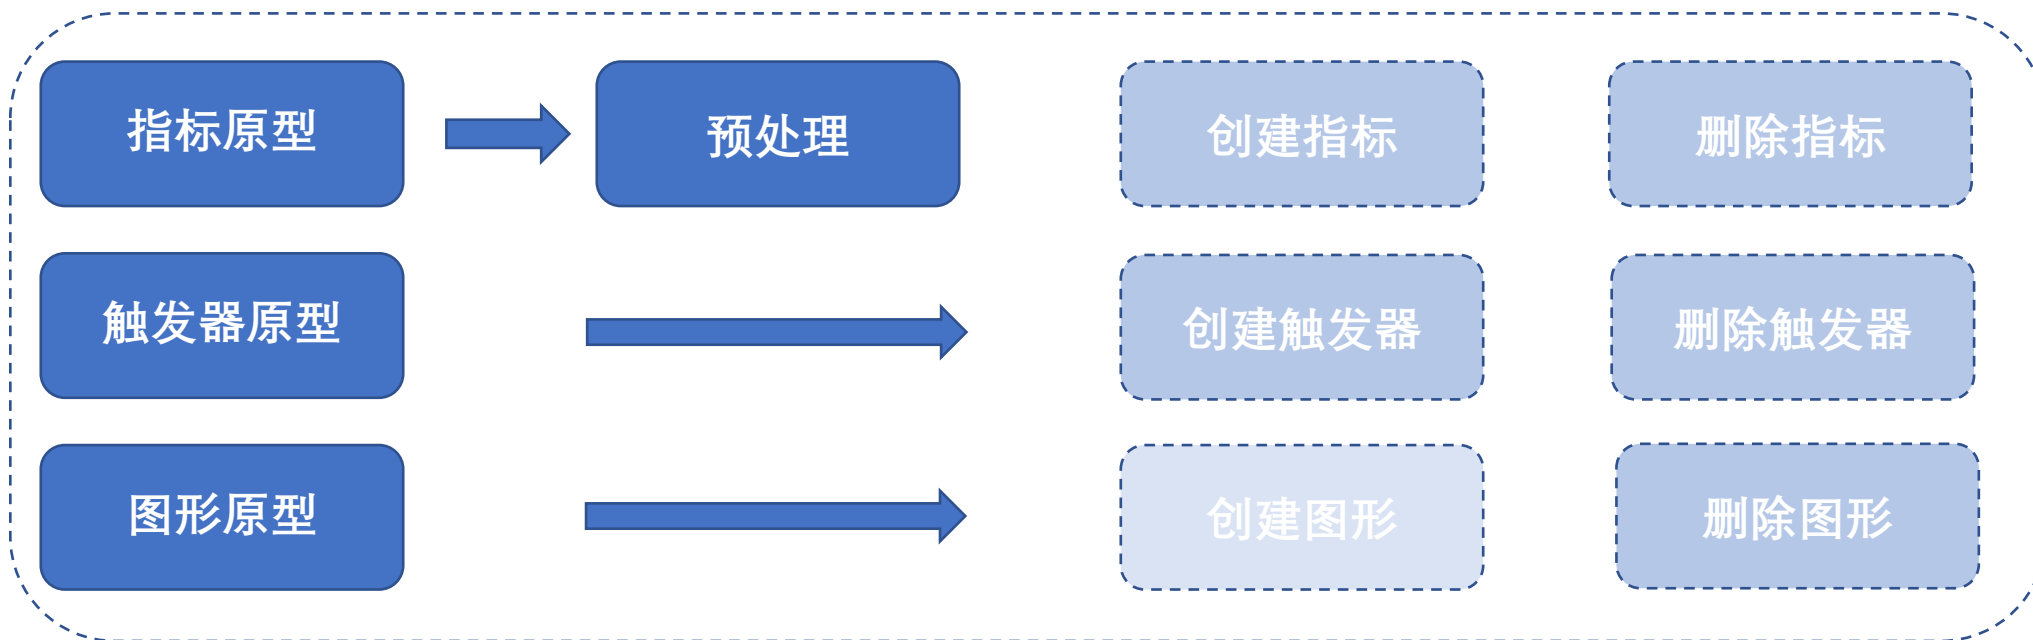 指标原型
预处理
创建指标
删除指标
触发器原型
创建触发器
删除触发器
图形原型
创建图形
删除图形